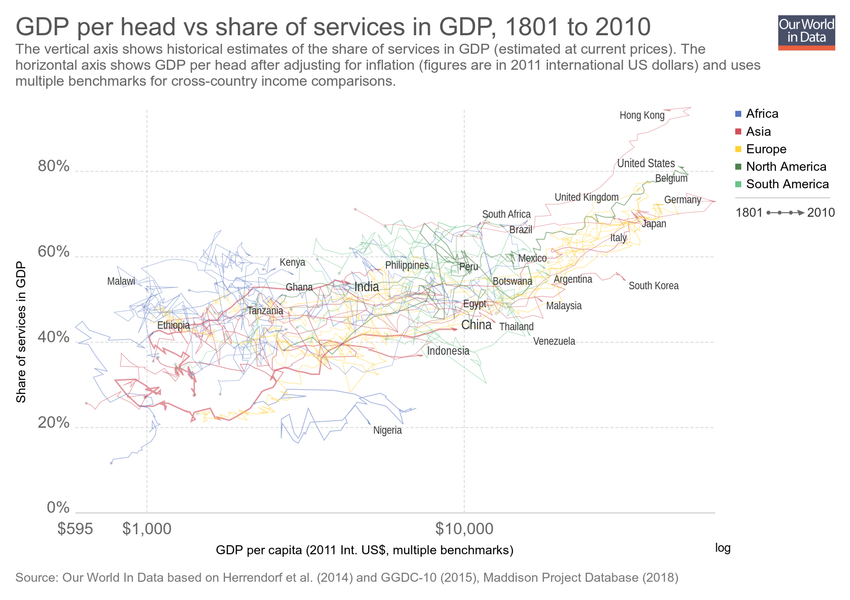 GDP per head vs share of services in GDP, 1801 to 2010
Our World
in Data
The vertical axis shows historical estimates of the share of services in GDP (estimated at current prices). The
horizontal axis shows GDP per head after adjusting for inflation (figures are in 2011 international US dollars) and uses
multiple benchmarks for cross-country income comparisons.
Africa
Asia
Europe
North America
South America
1801
2010
Share of services in GDP
80%
60%
40%
20%
0%
Hong Kong
United States
Belgium
United Kingdom
Germany
South Africa
Japan
Brazil
Italy
Mexico
Kenya
Philippines
Peru
Malawi
Ghana
India
Botswana
Argentina
South Korea
Egypt
Malaysia
Tanzania
Ethiopia
China
Thailand
Venezuela
Indonesia
Nigeria
$595
$1,000
$10,000
GDP per capita (2011 Int. US$, multiple benchmarks)
log
Source: Our World In Data based on Herrendorf et al. (2014) and GGDC-10 (2015), Maddison Project Database (2018)